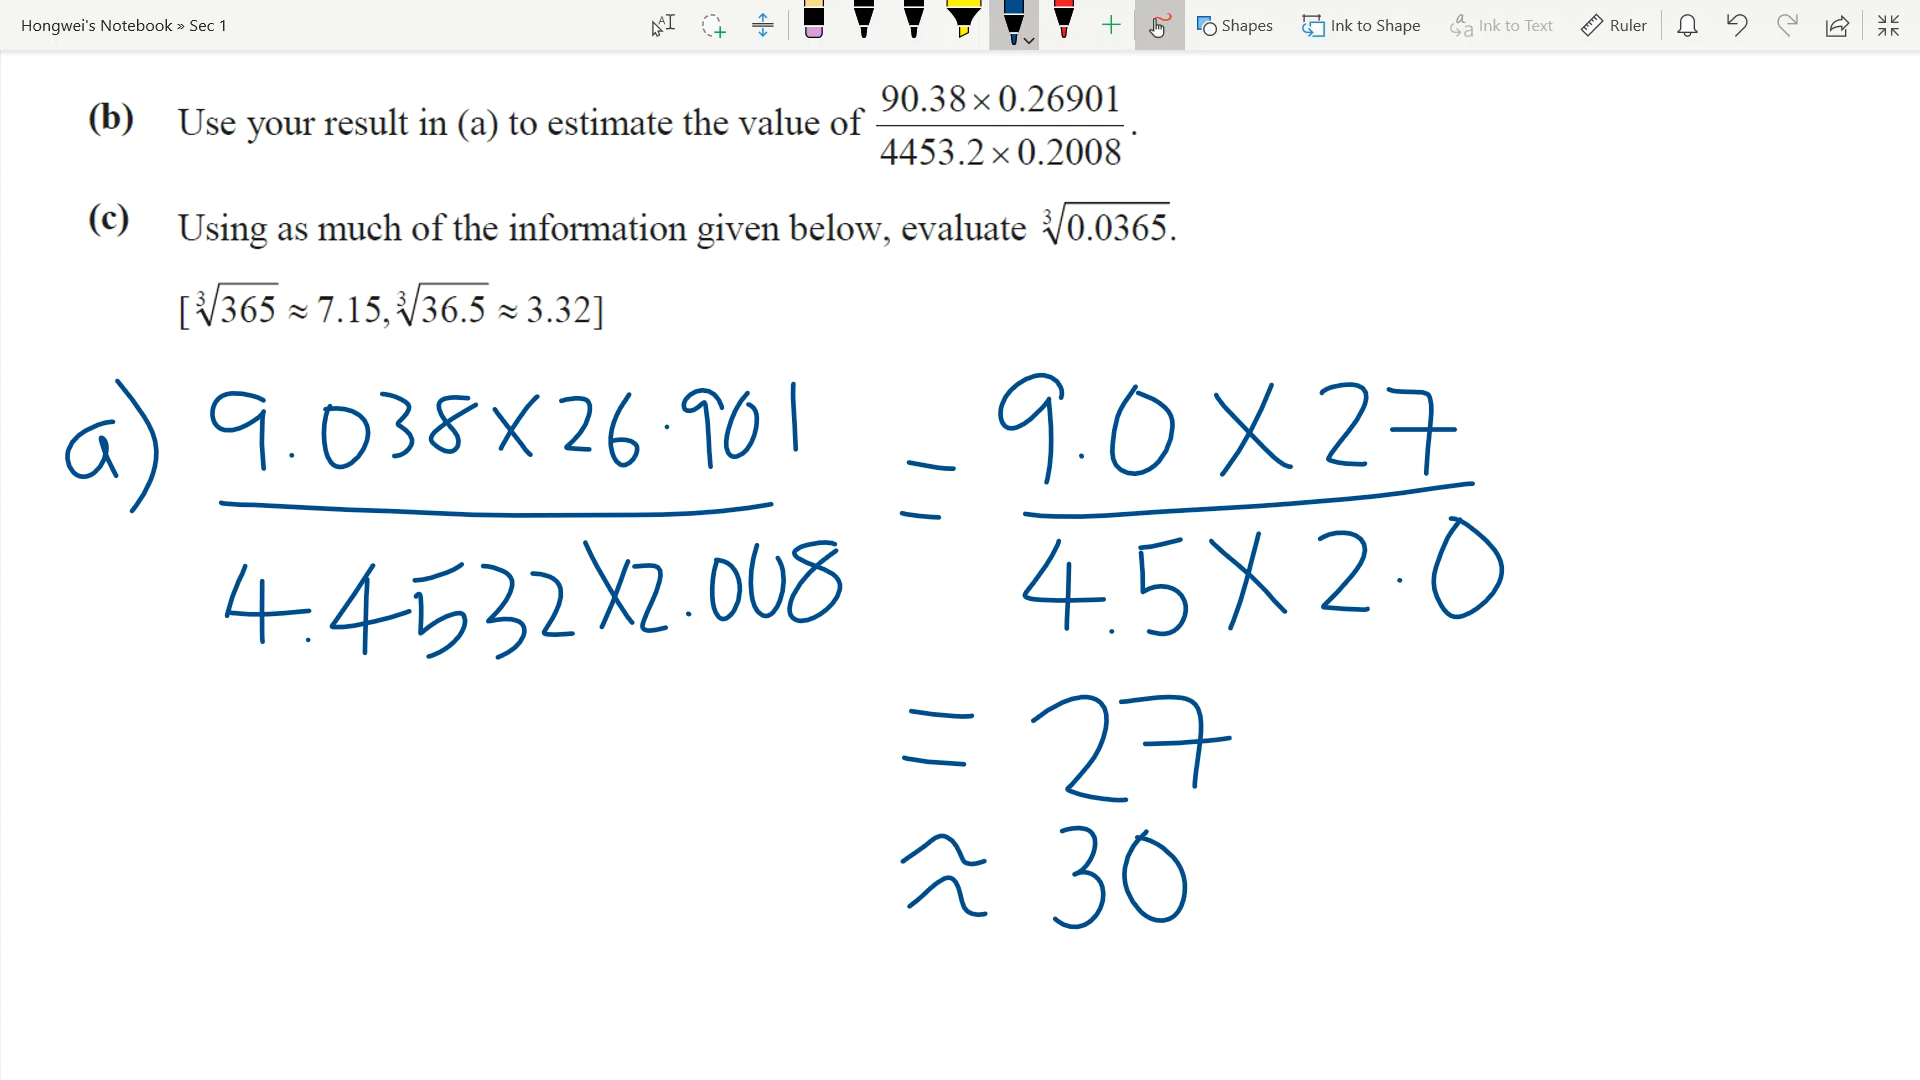 Hongwei's Notebook » Sec 1
Shapes
Ink to Shape
Ink to Text
Ruler
(b) Use your result in (a) to estimate the value of 90.38 × 0.26901 / 4453.2 × 0.2008 .
(c) Using as much of the information given below, evaluate ∛0.0365.
[∛365 ≈ 7.15, ∛36.5 ≈ 3.32]
a) 9.038 × 26.901 / 4.4532 × 2.008 = 9.0 × 27 / 4.5 × 2.0
= 27
≈ 30